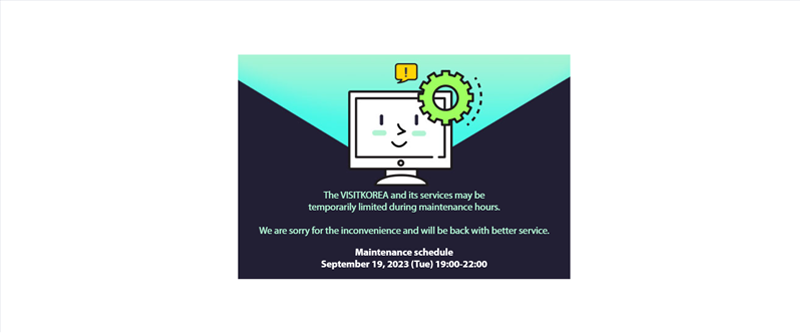 !
The VISITKOREA and its services may be
temporarily limited during maintenance hours.
We are sorry for the inconvenience and will be back with better service.
Maintenance schedule
September 19, 2023 (Tue) 19:00-22:00